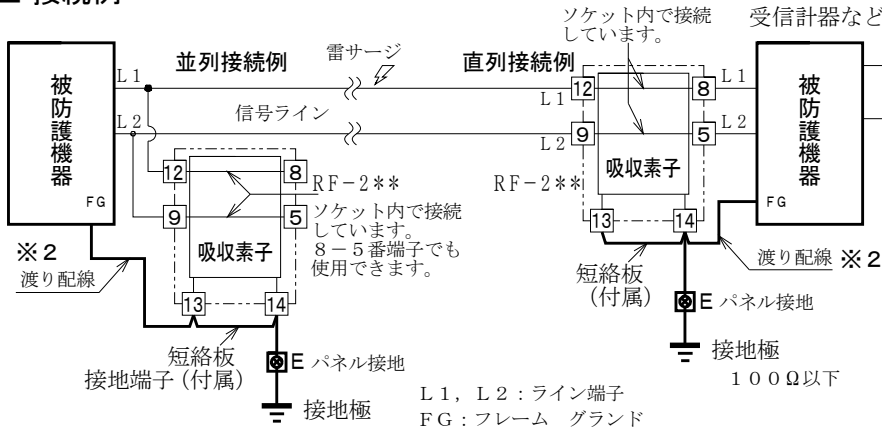 ソケット内で接続
しています。
受信計器など
並列接続例
雷サージ
直列接続例
被防護機器
L1
L2
FG
信号ライン
L1
L2
12
8
9
5
吸収素子
13
14
L1
L2
被防護機器
FG
12
8
9
5
吸収素子
13
14
RF-2**
ソケット内で接続
しています。
8-5番端子でも
使用できます。
RF-2**
※2
渡り配線
短絡板
接地端子(付属)
E パネル接地
接地極
短絡板
(付属)
渡り配線 ※2
E パネル接地
接地極
100Ω以下
L1, L2:ライン端子
FG:フレーム グランド